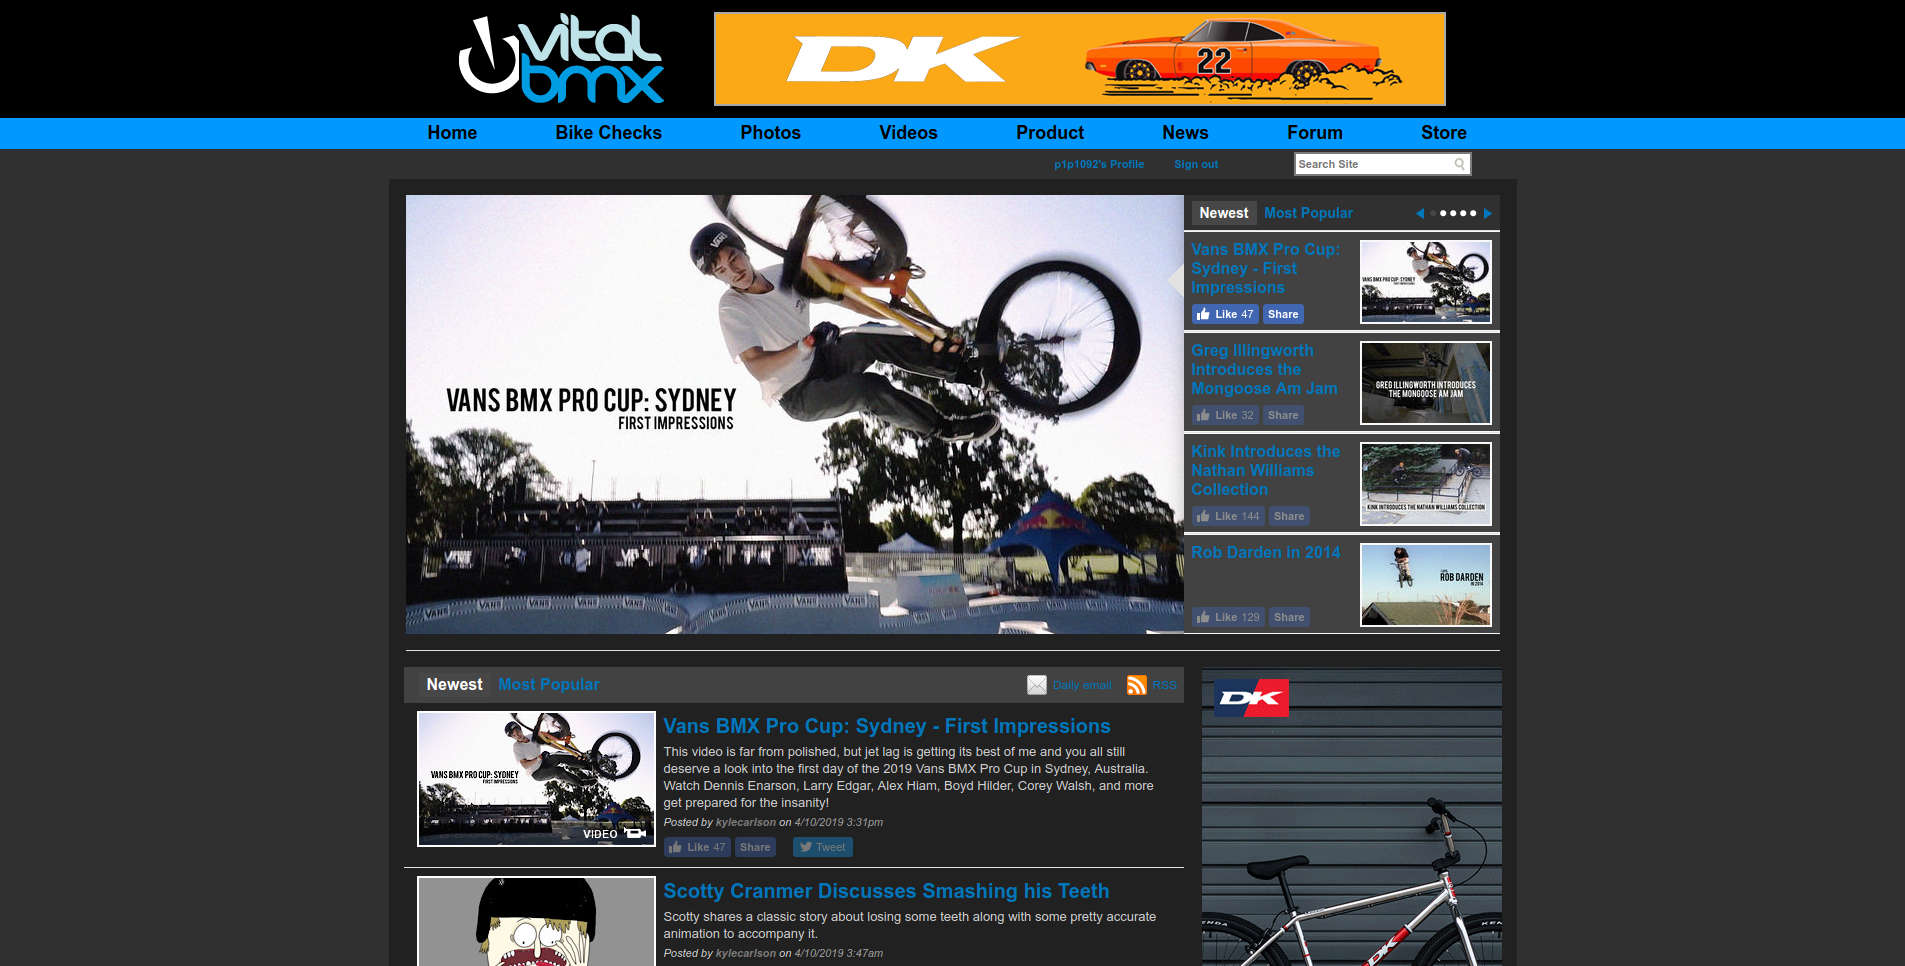 vital
bmx
DK
22
Home Bike Checks Photos Videos Product News Forum Store
p1p1092's Profile Sign out Search Site
VANS BMX PRO CUP: SYDNEY
FIRST IMPRESSIONS
Newest Most Popular
Vans BMX Pro Cup:
Sydney - First
Impressions
Like 47 Share
VANS BMX PRO CUP: SYDNEY
FIRST IMPRESSIONS
Greg Illingworth
Introduces the
Mongoose Am Jam
Like 32 Share
GREG ILLINGWORTH INTRODUCES
THE MONGOOSE AM JAM
Kink Introduces the
Nathan Williams
Collection
Like 144 Share
KINK INTRODUCES THE NATHAN WILLIAMS COLLECTION
Rob Darden in 2014
Like 129 Share
ROB DARDEN
IN 2014
Newest Most Popular Daily email RSS
VANS BMX PRO CUP: SYDNEY
FIRST IMPRESSIONS
VIDEO
Vans BMX Pro Cup: Sydney - First Impressions
This video is far from polished, but jet lag is getting its best of me and you all still
deserve a look into the first day of the 2019 Vans BMX Pro Cup in Sydney, Australia.
Watch Dennis Enarson, Larry Edgar, Alex Hiam, Boyd Hilder, Corey Walsh, and more
get prepared for the insanity!
Posted by kylecarlson on 4/10/2019 3:31pm
Like 47 Share Tweet
Scotty Cranmer Discusses Smashing his Teeth
Scotty shares a classic story about losing some teeth along with some pretty accurate
animation to accompany it.
Posted by kylecarlson on 4/10/2019 3:47am
DK
DK